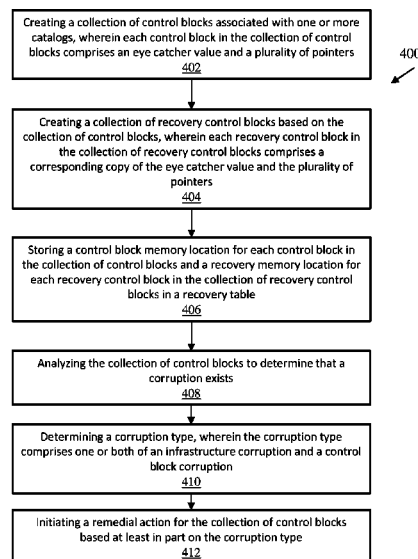 Creating a collection of control blocks associated with one or more
catalogs, wherein each control block in the collection of control
blocks comprises an eye catcher value and a plurality of pointers
402
400
Creating a collection of recovery control blocks based on the
collection of control blocks, wherein each recovery control block in
the collection of recovery control blocks comprises a
corresponding copy of the eye catcher value and the plurality of
pointers
404
Storing a control block memory location for each control block in
the collection of control blocks and a recovery memory location for
each recovery control block in the collection of recovery control
blocks in a recovery table
406
Analyzing the collection of control blocks to determine that a
corruption exists
408
Determining a corruption type, wherein the corruption type
comprises one or both of an infrastructure corruption and a control
block corruption
410
Initiating a remedial action for the collection of control blocks
based at least in part on the corruption type
412